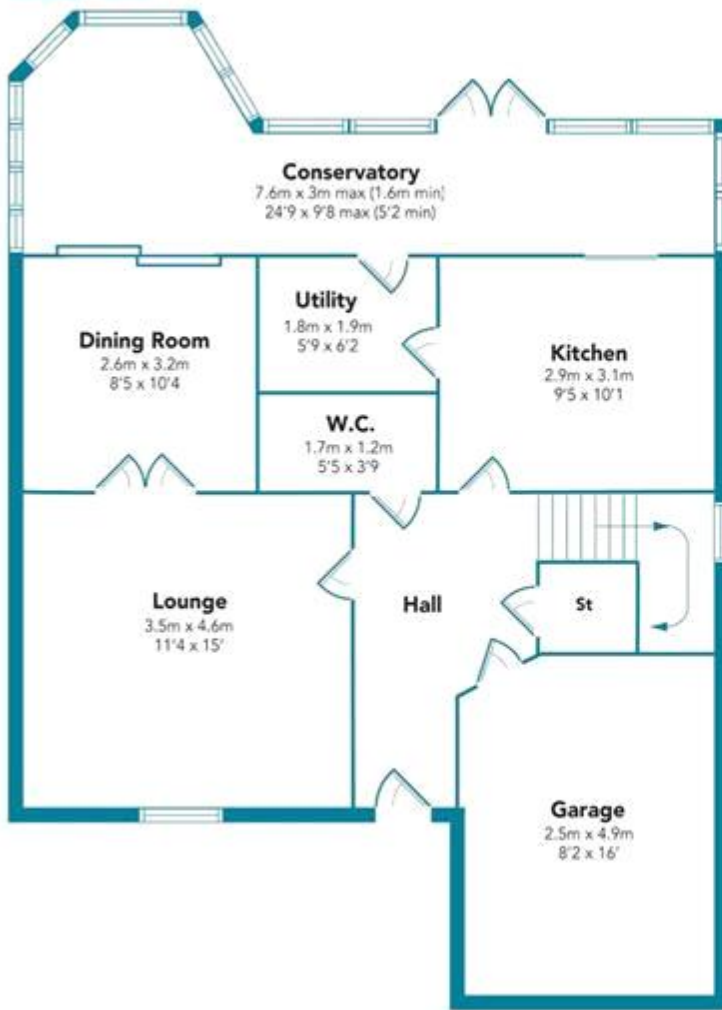 Conservatory
7.6m x 3m max (1.6m min)
24'9 x 9'8 max (5'2 min)
Utility
1.8m x 1.9m
5'9 x 6'2
Dining Room
2.6m x 3.2m
8'5 x 10'4
Kitchen
2.9m x 3.1m
9'5 x 10'1
W.C.
1.7m x 1.2m
5'5 x 3'9
Lounge
3.5m x 4.6m
11'4 x 15'
Hall
St
Garage
2.5m x 4.9m
8'2 x 16'